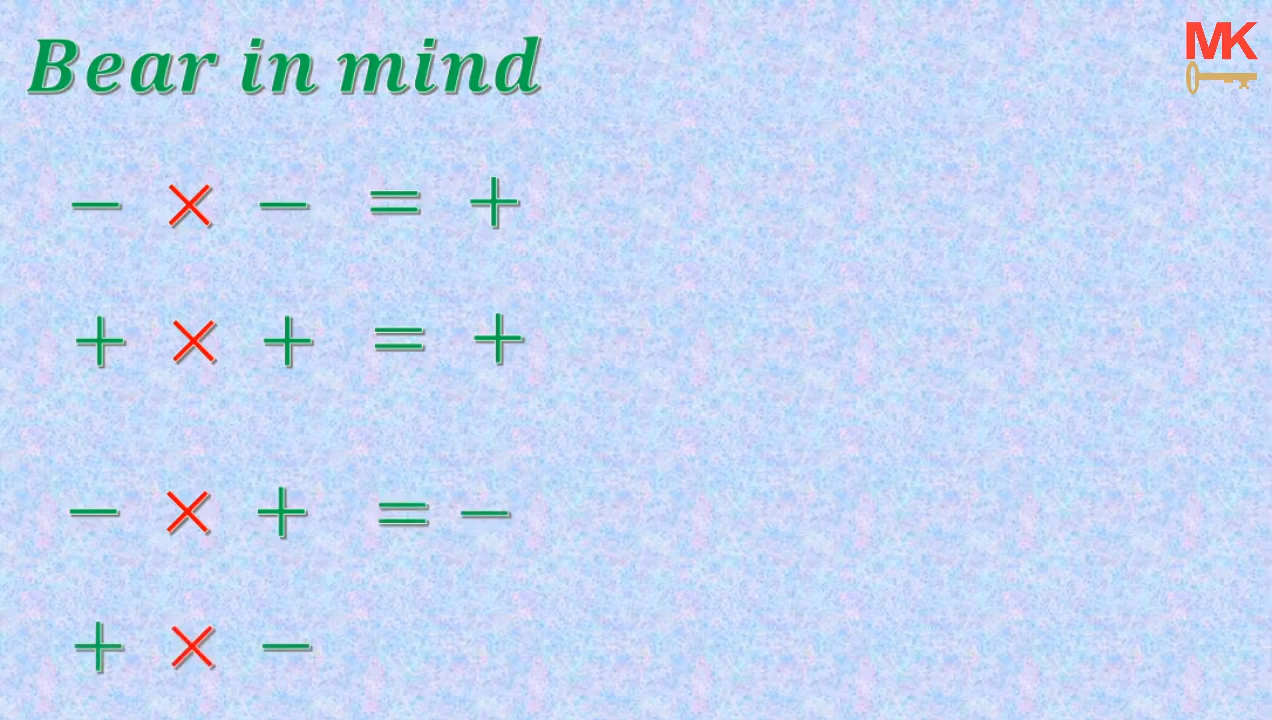 Bear in mind
MK
− × − = +
+ × + = +
− × + = −
+ × −